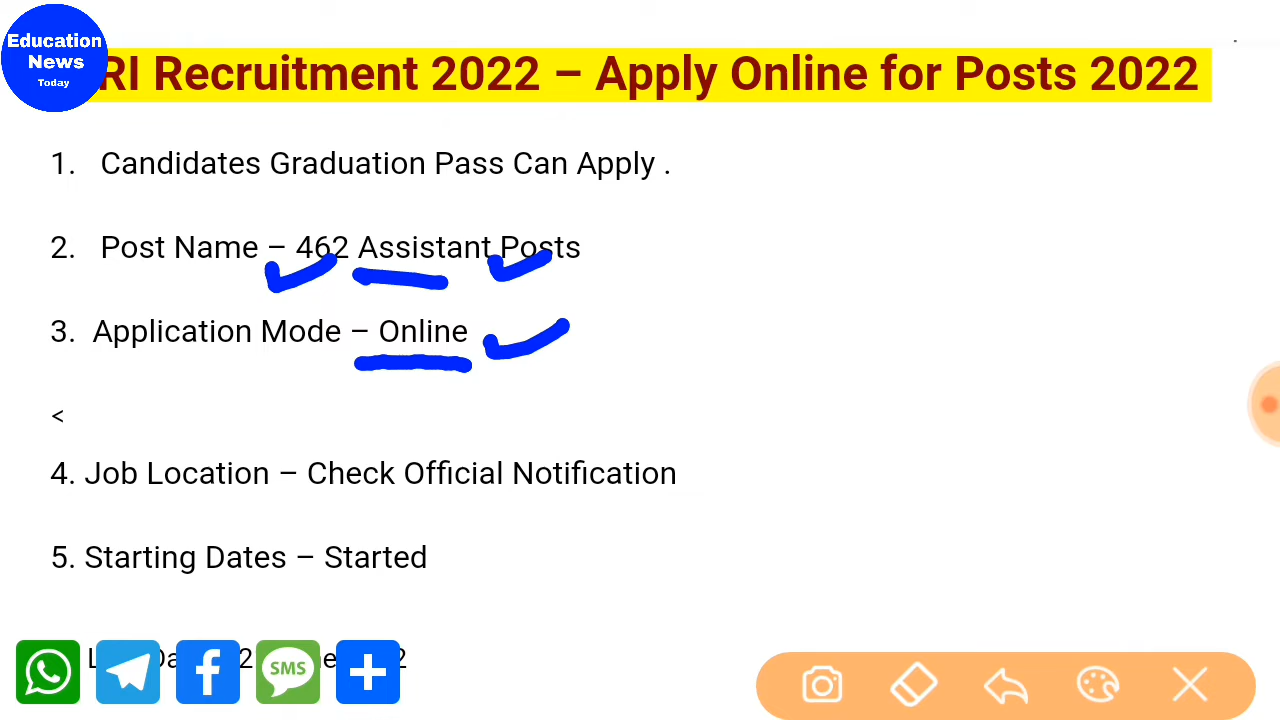 Education
News
Today
RI Recruitment 2022 – Apply Online for Posts 2022
1. Candidates Graduation Pass Can Apply .
2. Post Name – 462 Assistant Posts
3. Application Mode – Online
<
4. Job Location – Check Official Notification
5. Starting Dates – Started
SMS